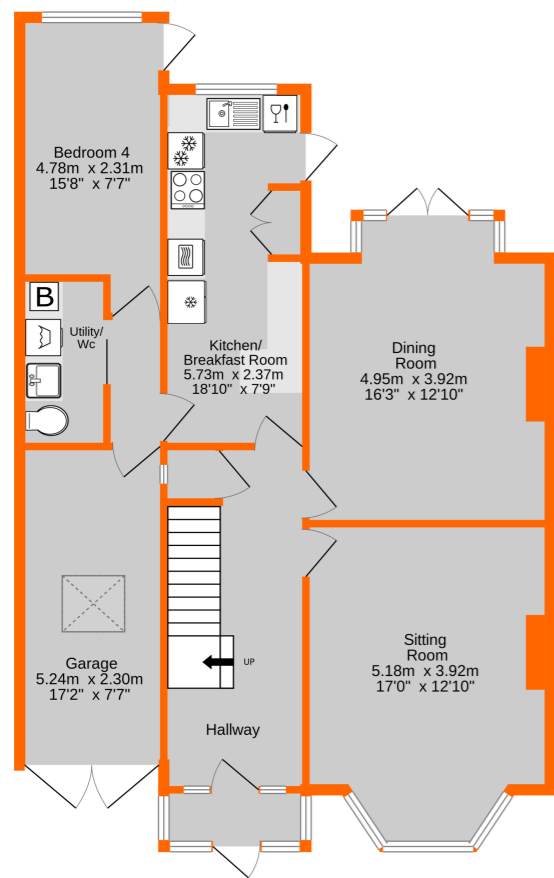 Bedroom 4
4.78m x 2.31m
15'8" x 7'7"
B
Utility/
Wc
Kitchen/
Breakfast Room
5.73m x 2.37m
18'10" x 7'9"
Dining
Room
4.95m x 3.92m
16'3" x 12'10"
Garage
5.24m x 2.30m
17'2" x 7'7"
UP
Hallway
Sitting
Room
5.18m x 3.92m
17'0" x 12'10"